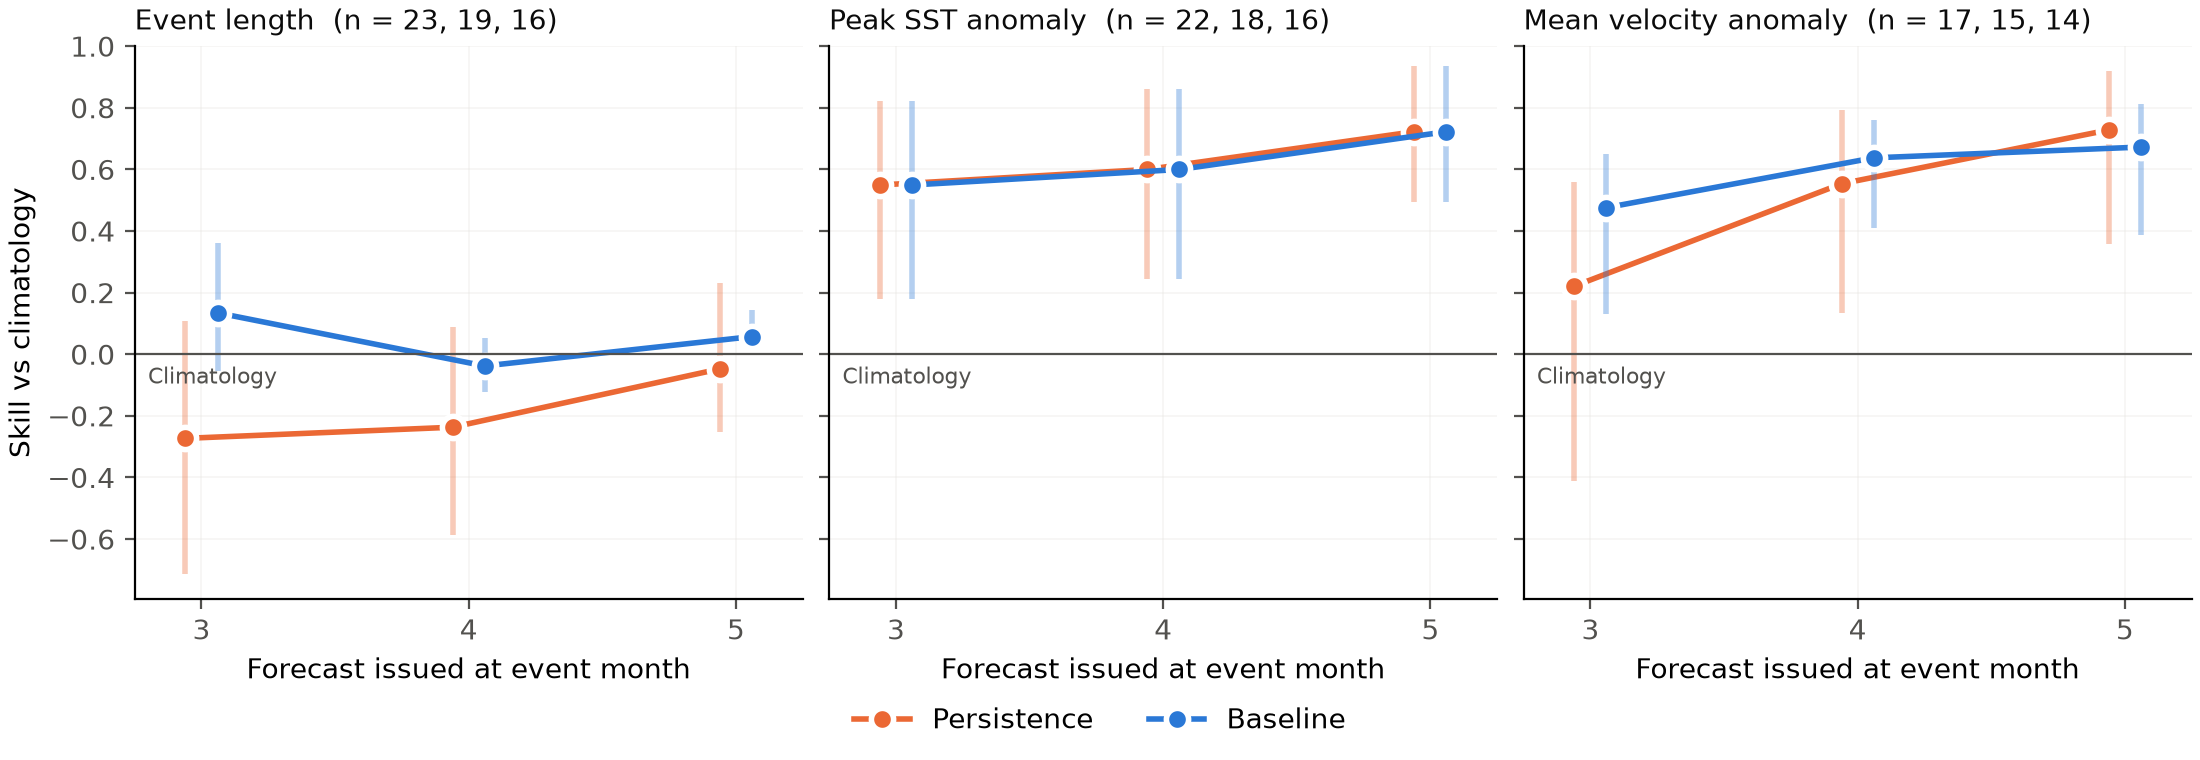 Event length (n = 23, 19, 16)
Peak SST anomaly (n = 22, 18, 16)
Mean velocity anomaly (n = 17, 15, 14)
Skill vs climatology
1.0
0.8
0.6
0.4
0.2
0.0
−0.2
−0.4
−0.6
Climatology
Climatology
Climatology
3 4 5
3 4 5
3 4 5
Forecast issued at event month
Forecast issued at event month
Forecast issued at event month
Persistence
Baseline